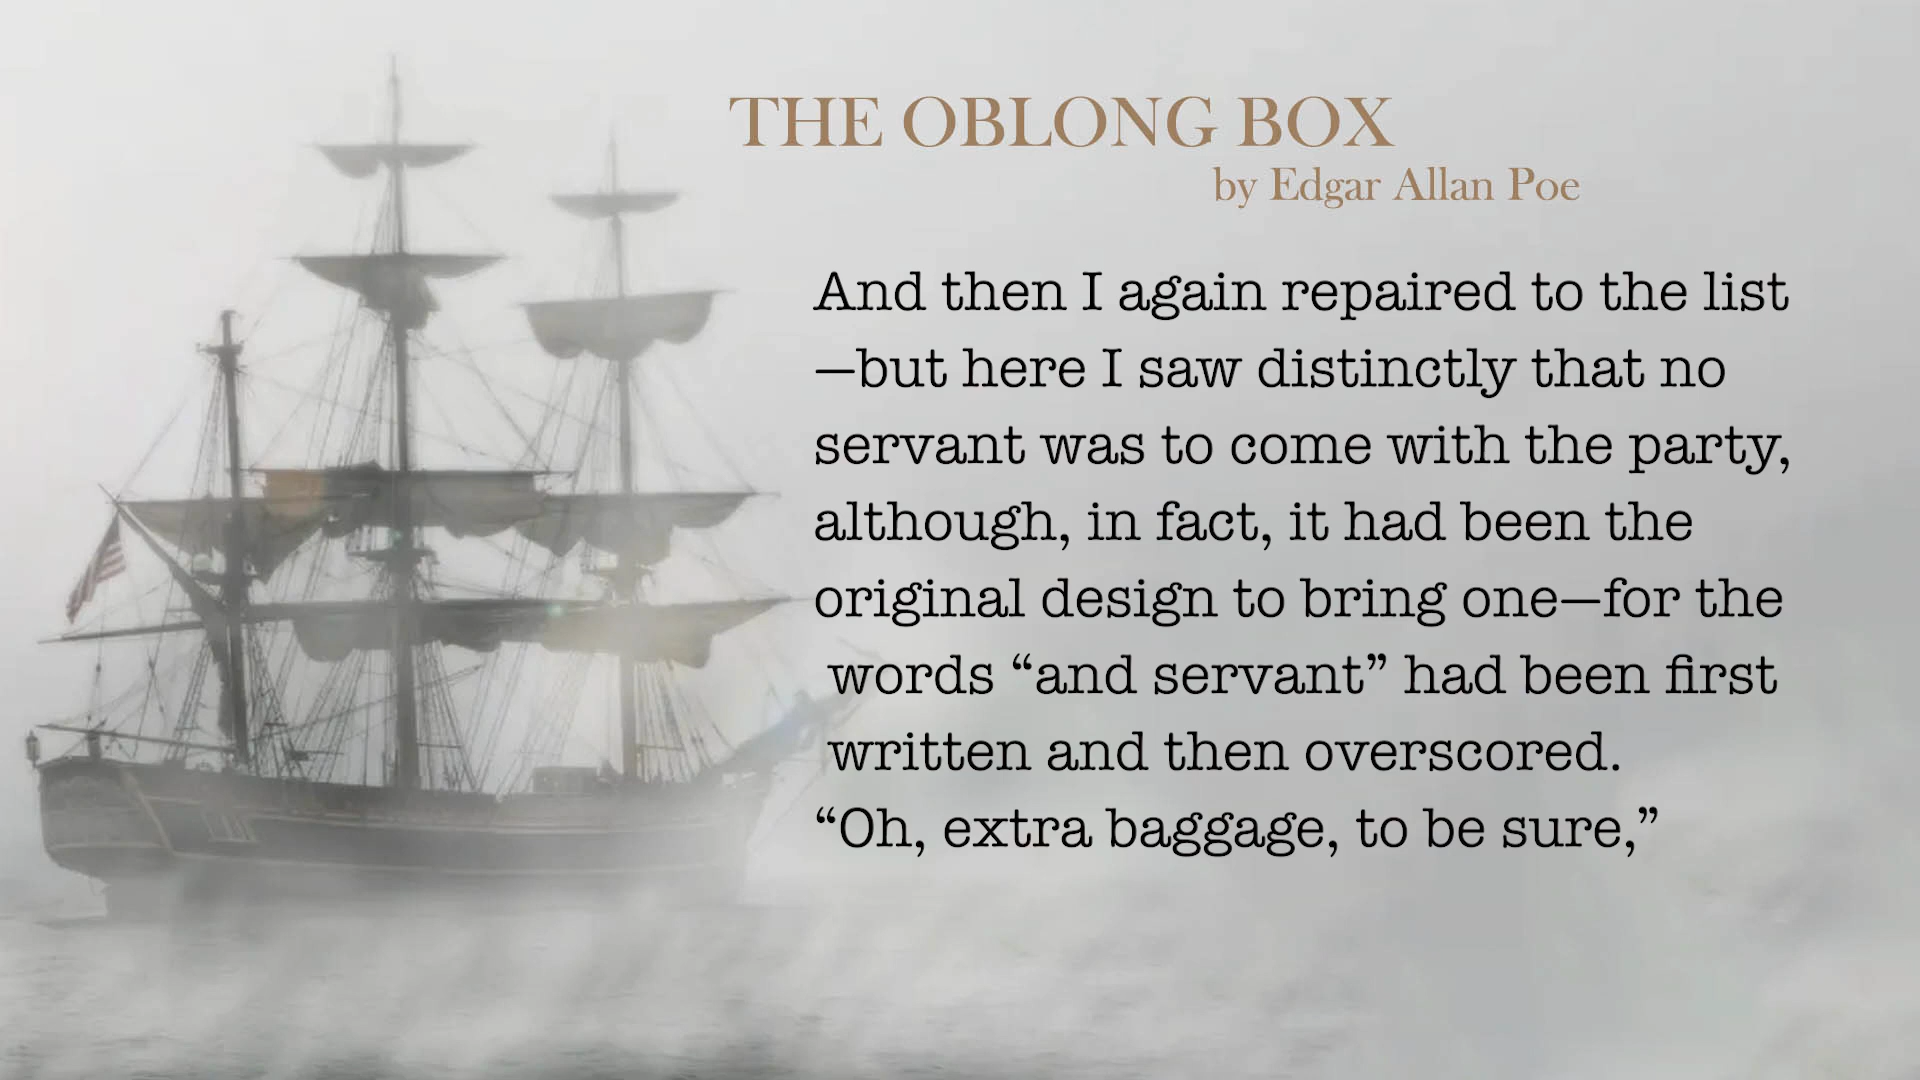 THE OBLONG BOX
by Edgar Allan Poe
And then I again repaired to the list
—but here I saw distinctly that no
servant was to come with the party,
although, in fact, it had been the
original design to bring one—for the
words “and servant” had been first
written and then overscored.
“Oh, extra baggage, to be sure,”